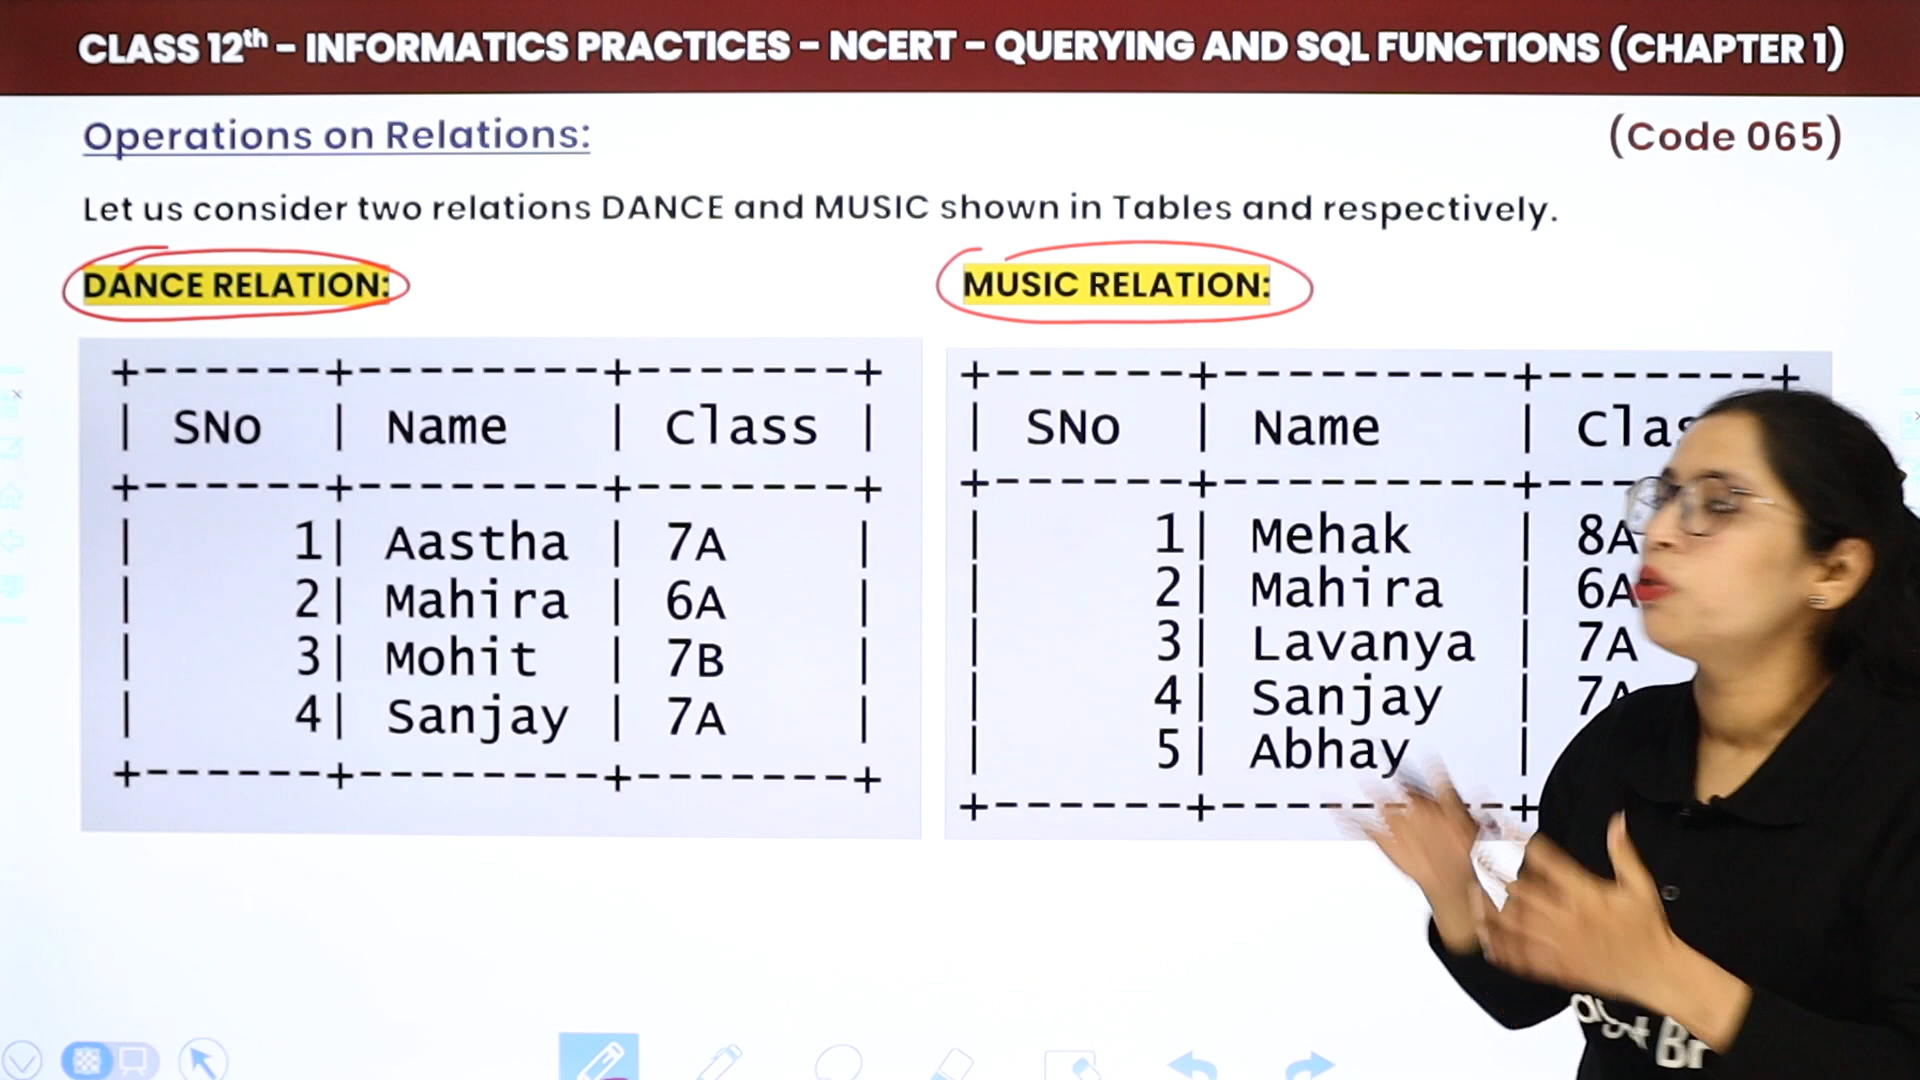 CLASS 12th – INFORMATICS PRACTICES – NCERT – QUERYING AND SQL FUNCTIONS (CHAPTER 1)
Operations on Relations:
(Code 065)
Let us consider two relations DANCE and MUSIC shown in Tables and respectively.
DANCE RELATION:
MUSIC RELATION:
SNo | Name | Class
1 | Aastha | 7A
2 | Mahira | 6A
3 | Mohit | 7B
4 | Sanjay | 7A
SNo | Name | Clas
1 | Mehak | 8A
2 | Mahira | 6A
3 | Lavanya | 7A
4 | Sanjay | 7A
5 | Abhay